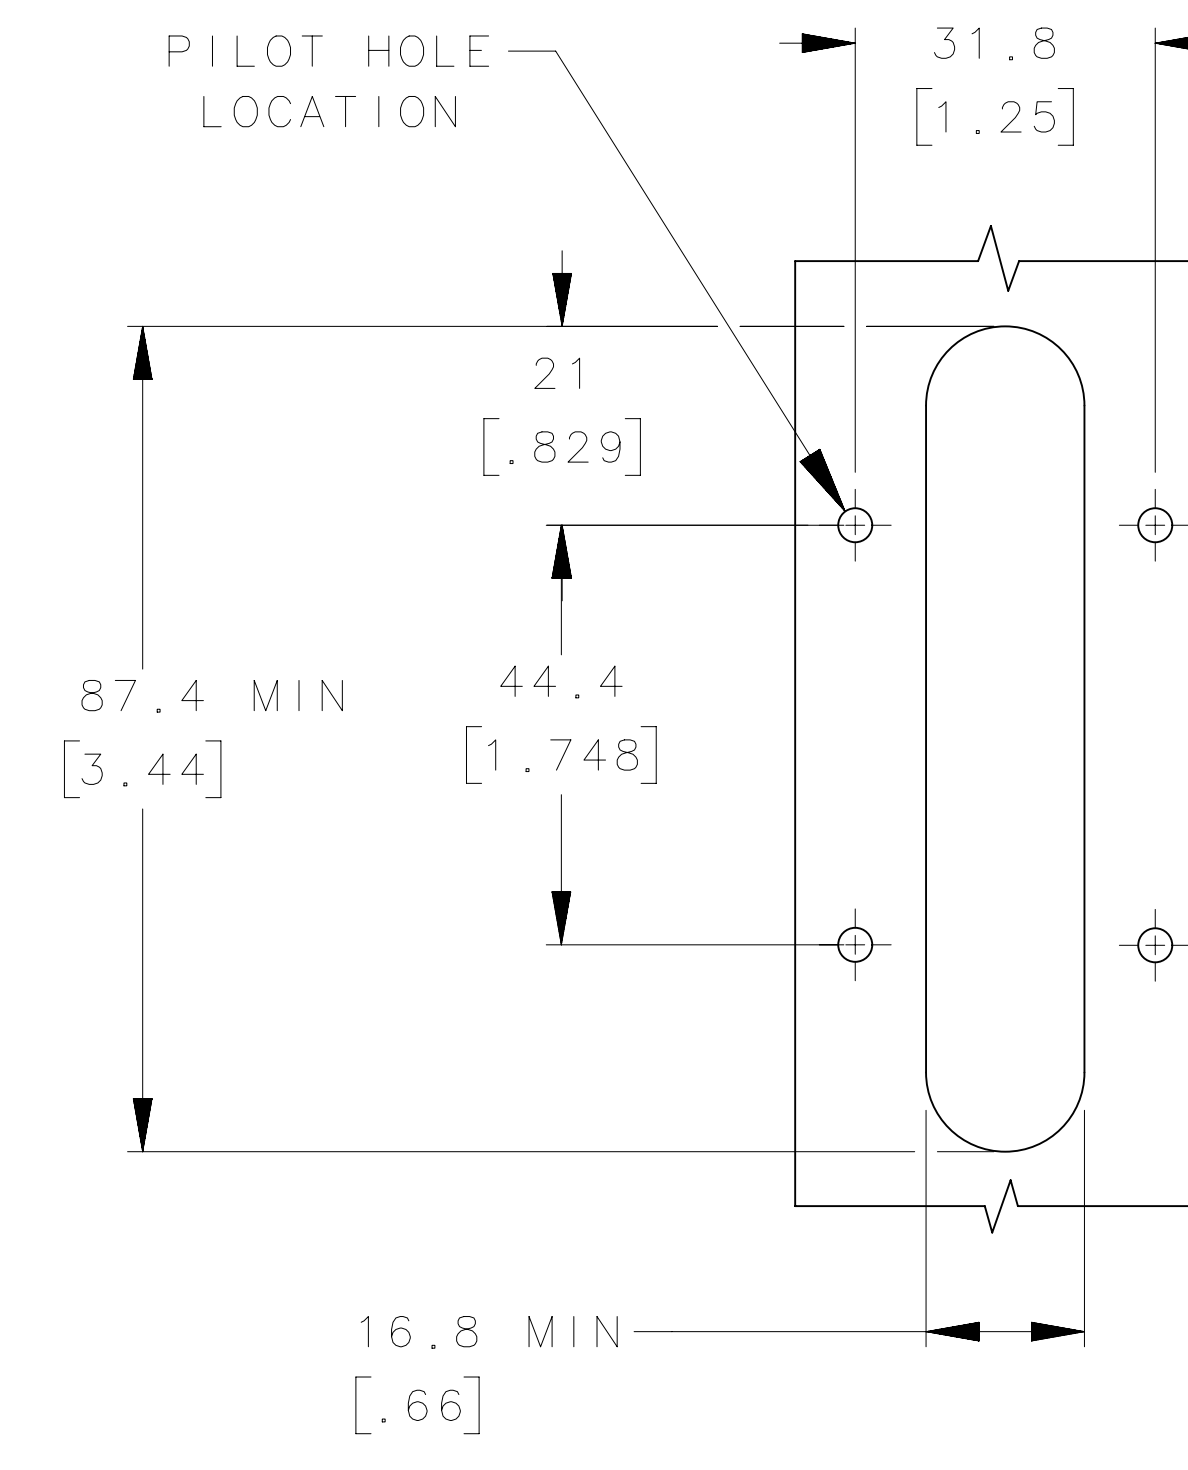 PILOT HOLE
LOCATION
31.8
[1.25]
21
[.829]
87.4 MIN
[3.44]
44.4
[1.748]
16.8 MIN
[.66]